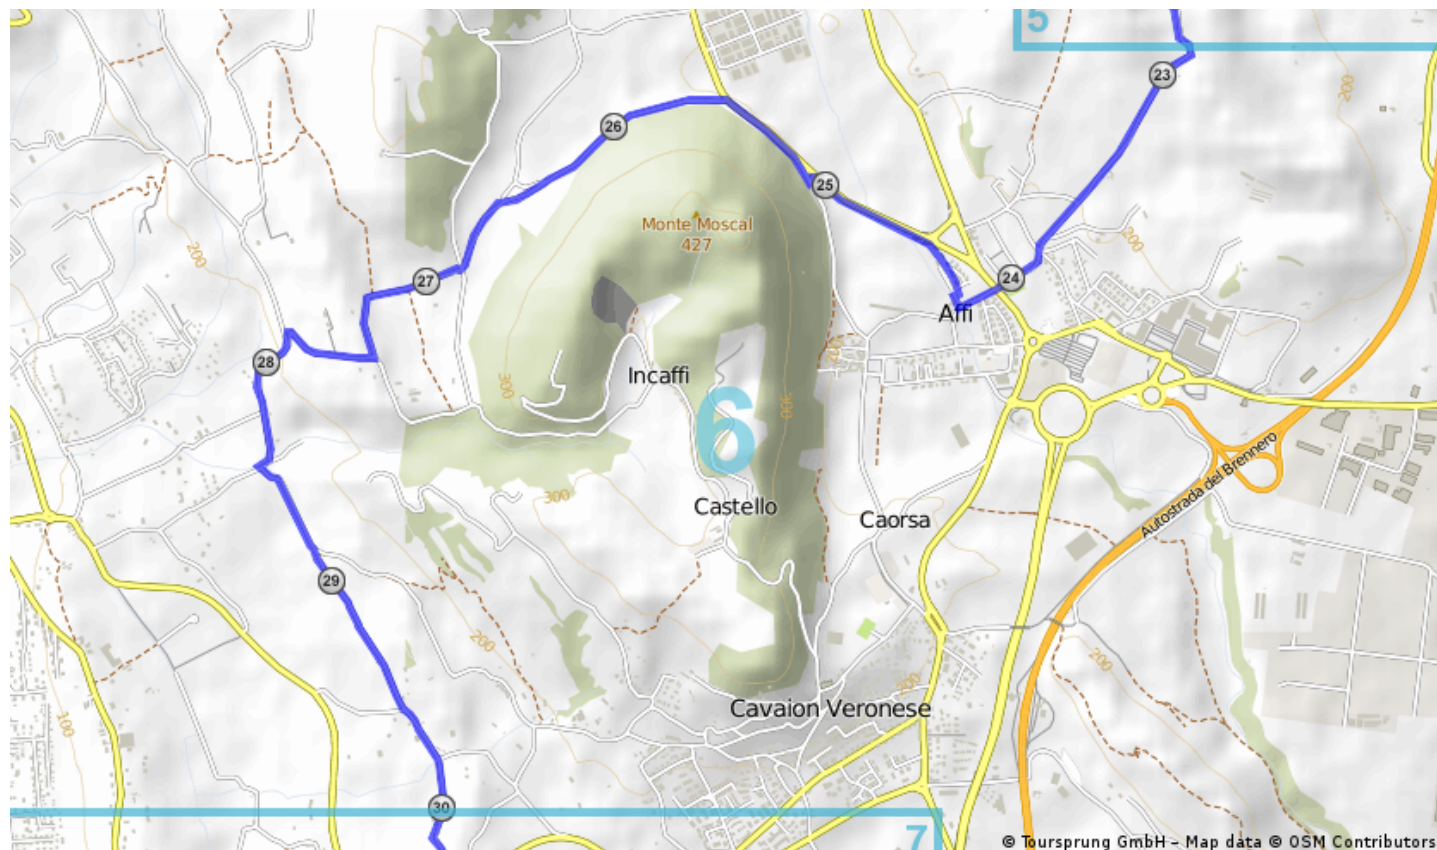 5
23
200
26
25
Monte Moscal
427
200
200
27
24
Affi
200
28
Incaffi
300
300
6
Autostrada del Brennero
300
Castello
Caorsa
29
200
200
200
100
Cavaion Veronese
30
7
© Toursprung GmbH – Map data © OSM Contributors